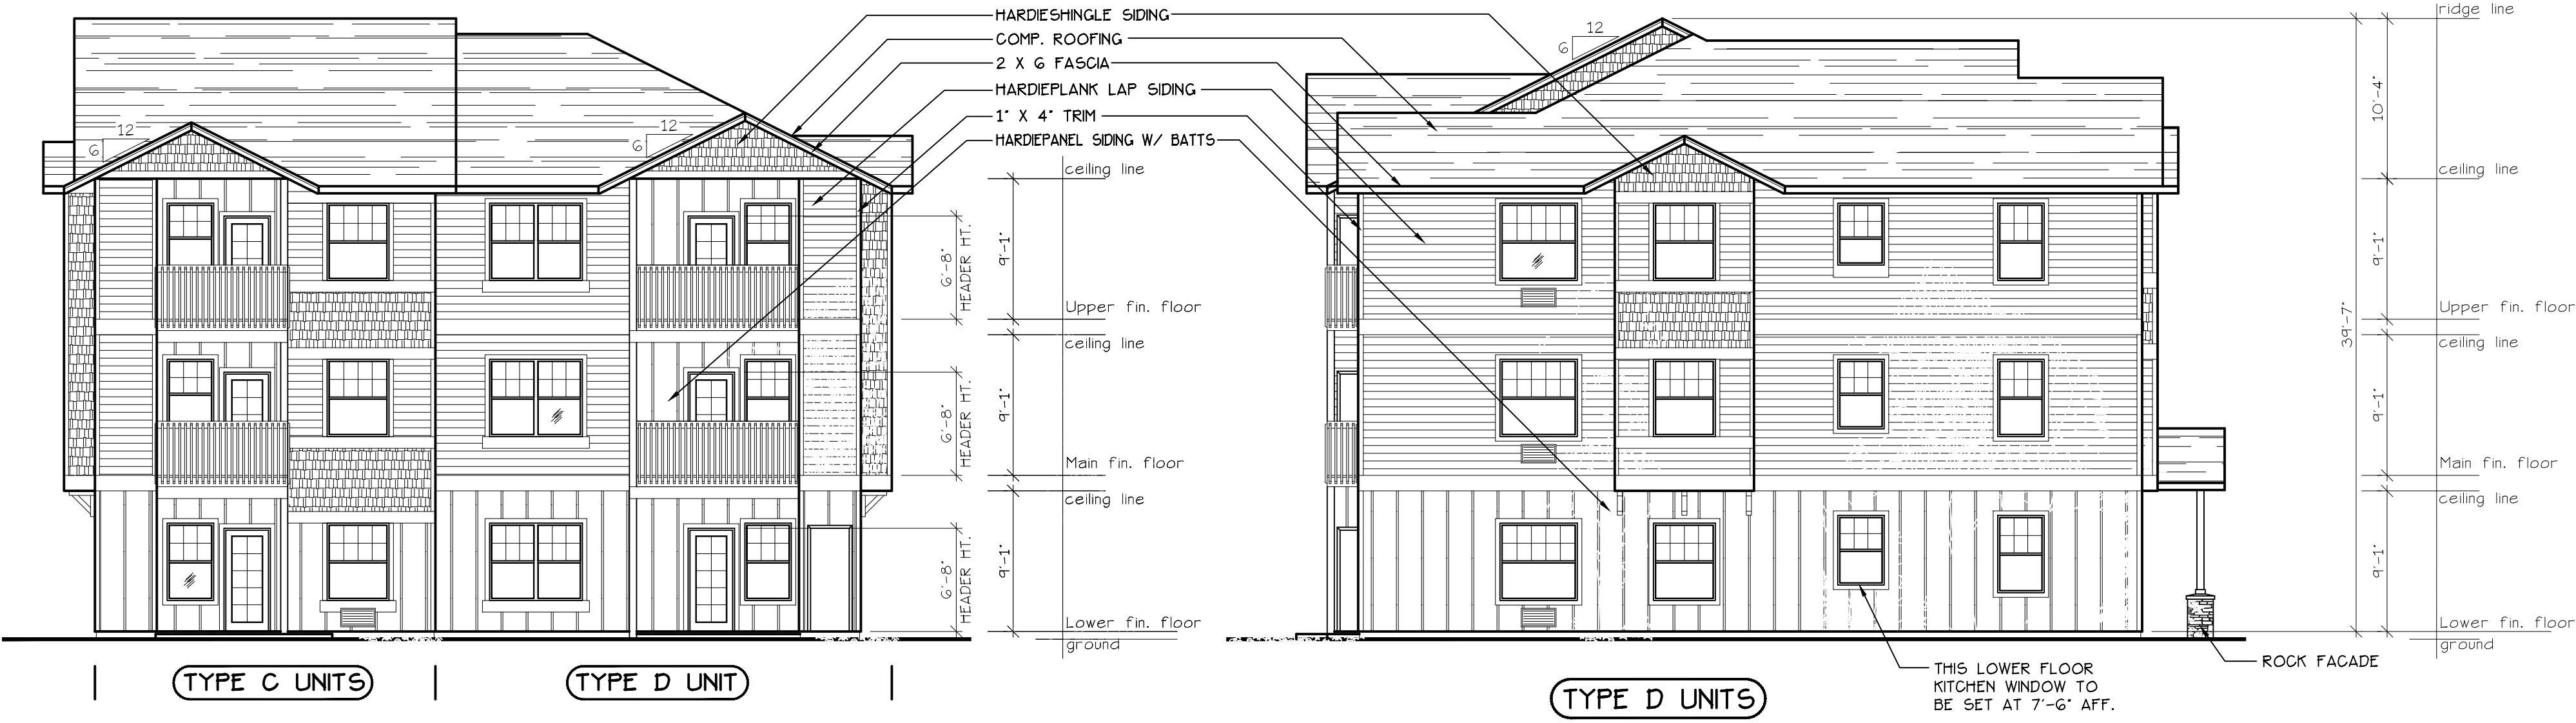 HARDIESHINGLE SIDING
COMP. ROOFING
2 X 6 FASCIA
HARDIEPLANK LAP SIDING
1" X 4" TRIM
HARDIEPANEL SIDING W/ BATTS
12
6
12
6
ceiling line
Upper fin. floor
ceiling line
Main fin. floor
ceiling line
Lower fin. floor
ground
6'-8"
HEADER HT.
6'-8"
HEADER HT.
6'-8"
HEADER HT.
9'-1"
9'-1"
9'-1"
TYPE C UNITS
TYPE D UNIT
12
6
ridge line
ceiling line
Upper fin. floor
ceiling line
Main fin. floor
ceiling line
Lower fin. floor
ground
39'-7"
10'-4"
9'-1"
9'-1"
9'-1"
ROCK FACADE
THIS LOWER FLOOR
KITCHEN WINDOW TO
BE SET AT 7'-6" AFF.
TYPE D UNITS